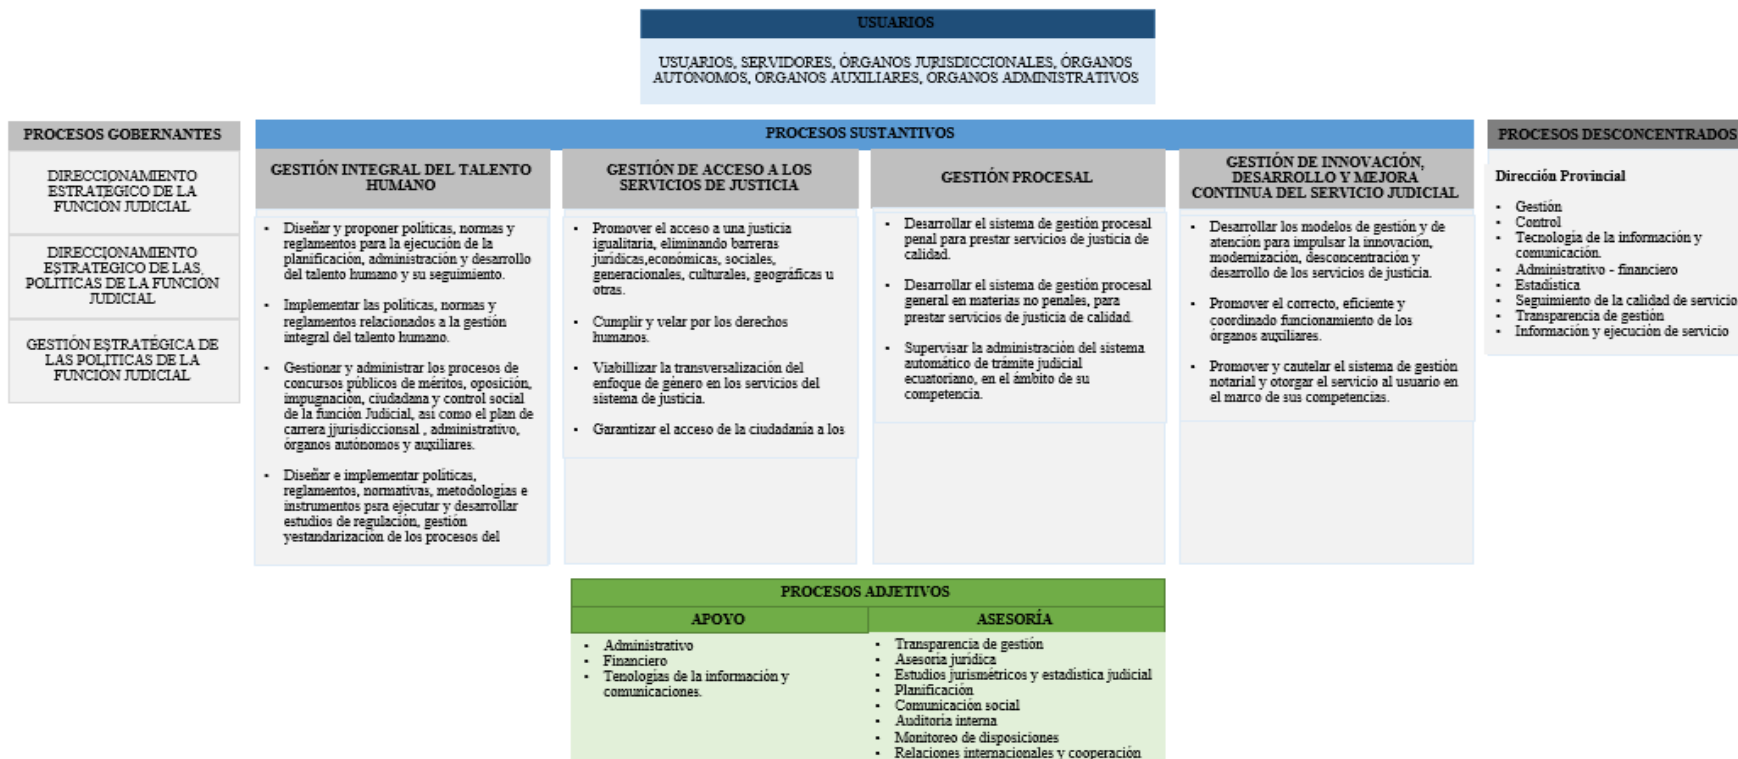 USUARIOS
USUARIOS, SERVIDORES, ÓRGANOS JURISDICCIONALES, ÓRGANOS
AUTÓNOMOS, ÓRGANOS AUXILIARES, ÓRGANOS ADMINISTRATIVOS
PROCESOS GOBERNANTES
DIRECCIONAMIENTO
ESTRATÉGICO DE LA
FUNCIÓN JUDICIAL
DIRECCIONAMIENTO
ESTRATÉGICO DE LAS
POLÍTICAS DE LA FUNCIÓN
JUDICIAL
GESTIÓN ESTRATÉGICA DE
LAS POLÍTICAS DE LA
FUNCIÓN JUDICIAL
PROCESOS SUSTANTIVOS
GESTIÓN INTEGRAL DEL TALENTO
HUMANO
• Diseñar y proponer políticas, normas y
reglamentos para la ejecución de la
planificación, administración y desarrollo
del talento humano y su seguimiento.
• Implementar las políticas, normas y
reglamentos relacionados a la gestión
integral del talento humano.
• Gestionar y administrar los procesos de
concursos públicos de méritos, oposición,
impugnación, ciudadana y control social
de la función Judicial, así como el plan de
carrera jjurisdiccionsal , administrativo,
órganos autónomos y auxiliares.
• Diseñar e implementar políticas,
reglamentos, normativas, metodologías e
instrumentos psra ejecutar y desarrollar
estudios de regulación, gestión
yestandarización de los procesos del
GESTIÓN DE ACCESO A LOS
SERVICIOS DE JUSTICIA
• Promover el acceso a una justicia
igualitaria, eliminando barreras
jurídicas,económicas, sociales,
generacionales, culturales, geográficas u
otras.
• Cumplir y velar por los derechos
humanos.
• Viabillizar la transversalización del
enfoque de género en los servicios del
sistema de justicia.
• Garantizar el acceso de la ciudadanía a los
GESTIÓN PROCESAL
• Desarrollar el sistema de gestión procesal
penal para prestar servicios de justicia de
calidad.
• Desarrollar el sistema de gestión procesal
general en materias no penales, para
prestar servicios de justicia de calidad.
• Supervisar la administración del sistema
automático de trámite judicial
ecuatoriano, en el ámbito de su
competencia.
GESTIÓN DE INNOVACIÓN,
DESARROLLO Y MEJORA
CONTINUA DEL SERVICIO JUDICIAL
• Desarrollar los modelos de gestión y de
atención para impulsar la innovación,
modernización, desconcentración y
desarrollo de los servicios de justicia.
• Promover el correcto, eficiente y
coordinado funcionamiento de los
órganos auxiliares.
• Promover y cautelar el sistema de gestión
notarial y otorgar el servicio al usuario en
el marco de sus competencias.
PROCESOS DESCONCENTRADOS
Dirección Provincial
• Gestión
• Control
• Tecnología de la información y
comunicación.
• Administrativo - financiero
• Estadística
• Seguimiento de la calidad de servicio
• Transparencia de gestión
• Información y ejecución de servicio
PROCESOS ADJETIVOS
APOYO
• Administrativo
• Financiero
• Tenologías de la información y
comunicaciones.
ASESORÍA
• Transparencia de gestión
• Asesoría jurídica
• Estudios jurismétricos y estadística judicial
• Planificación
• Comunicación social
• Auditoría interna
• Monitoreo de disposiciones
• Relaciones internacionales y cooperación